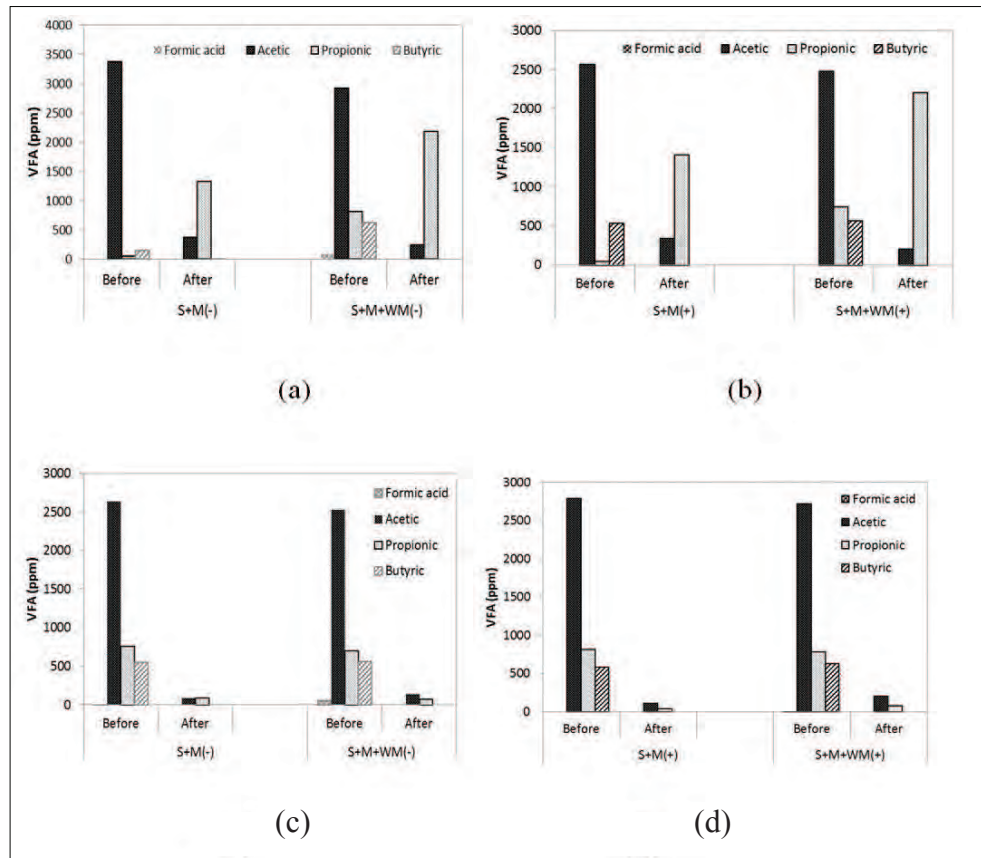 Formic acid Acetic Propionic Butyric
VFA (ppm)
4000
3500
3000
2500
2000
1500
1000
500
0
Before After Before After
S+M(-) S+M+WM(-)
(a)
Formic acid Acetic Propionic Butyric
VFA (ppm)
3000
2500
2000
1500
1000
500
0
Before After Before After
S+M(+) S+M+WM(+)
(b)
Formic acid
Acetic
Propionic
Butyric
VFA (ppm)
3000
2500
2000
1500
1000
500
0
Before After Before After
S+M(-) S+M+WM(-)
(c)
Formic acid
Acetic
Propionic
Butyric
VFA (ppm)
3000
2500
2000
1500
1000
500
0
Before After Before After
S+M(+) S+M+WM(+)
(d)